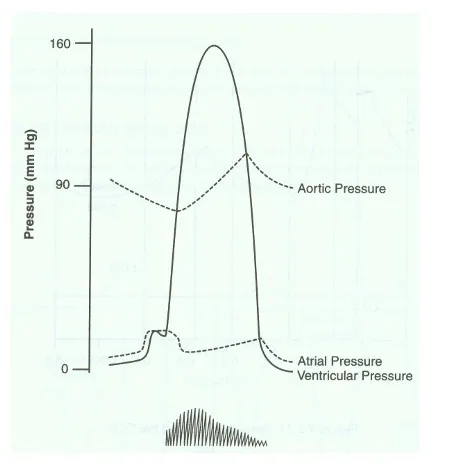 160
90
0
Pressure (mm Hg)
Aortic Pressure
Atrial Pressure
Ventricular Pressure